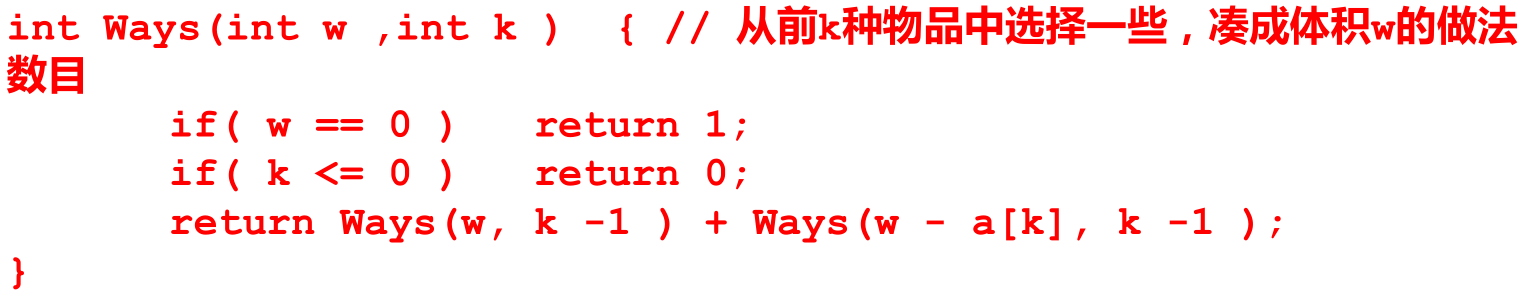 int Ways(int w ,int k )  { // 从前k种物品中选择一些，凑成体积w的做法
数目
        if( w == 0 )   return 1;
        if( k <= 0 )   return 0;
        return Ways(w, k -1 ) + Ways(w - a[k], k -1 );
}